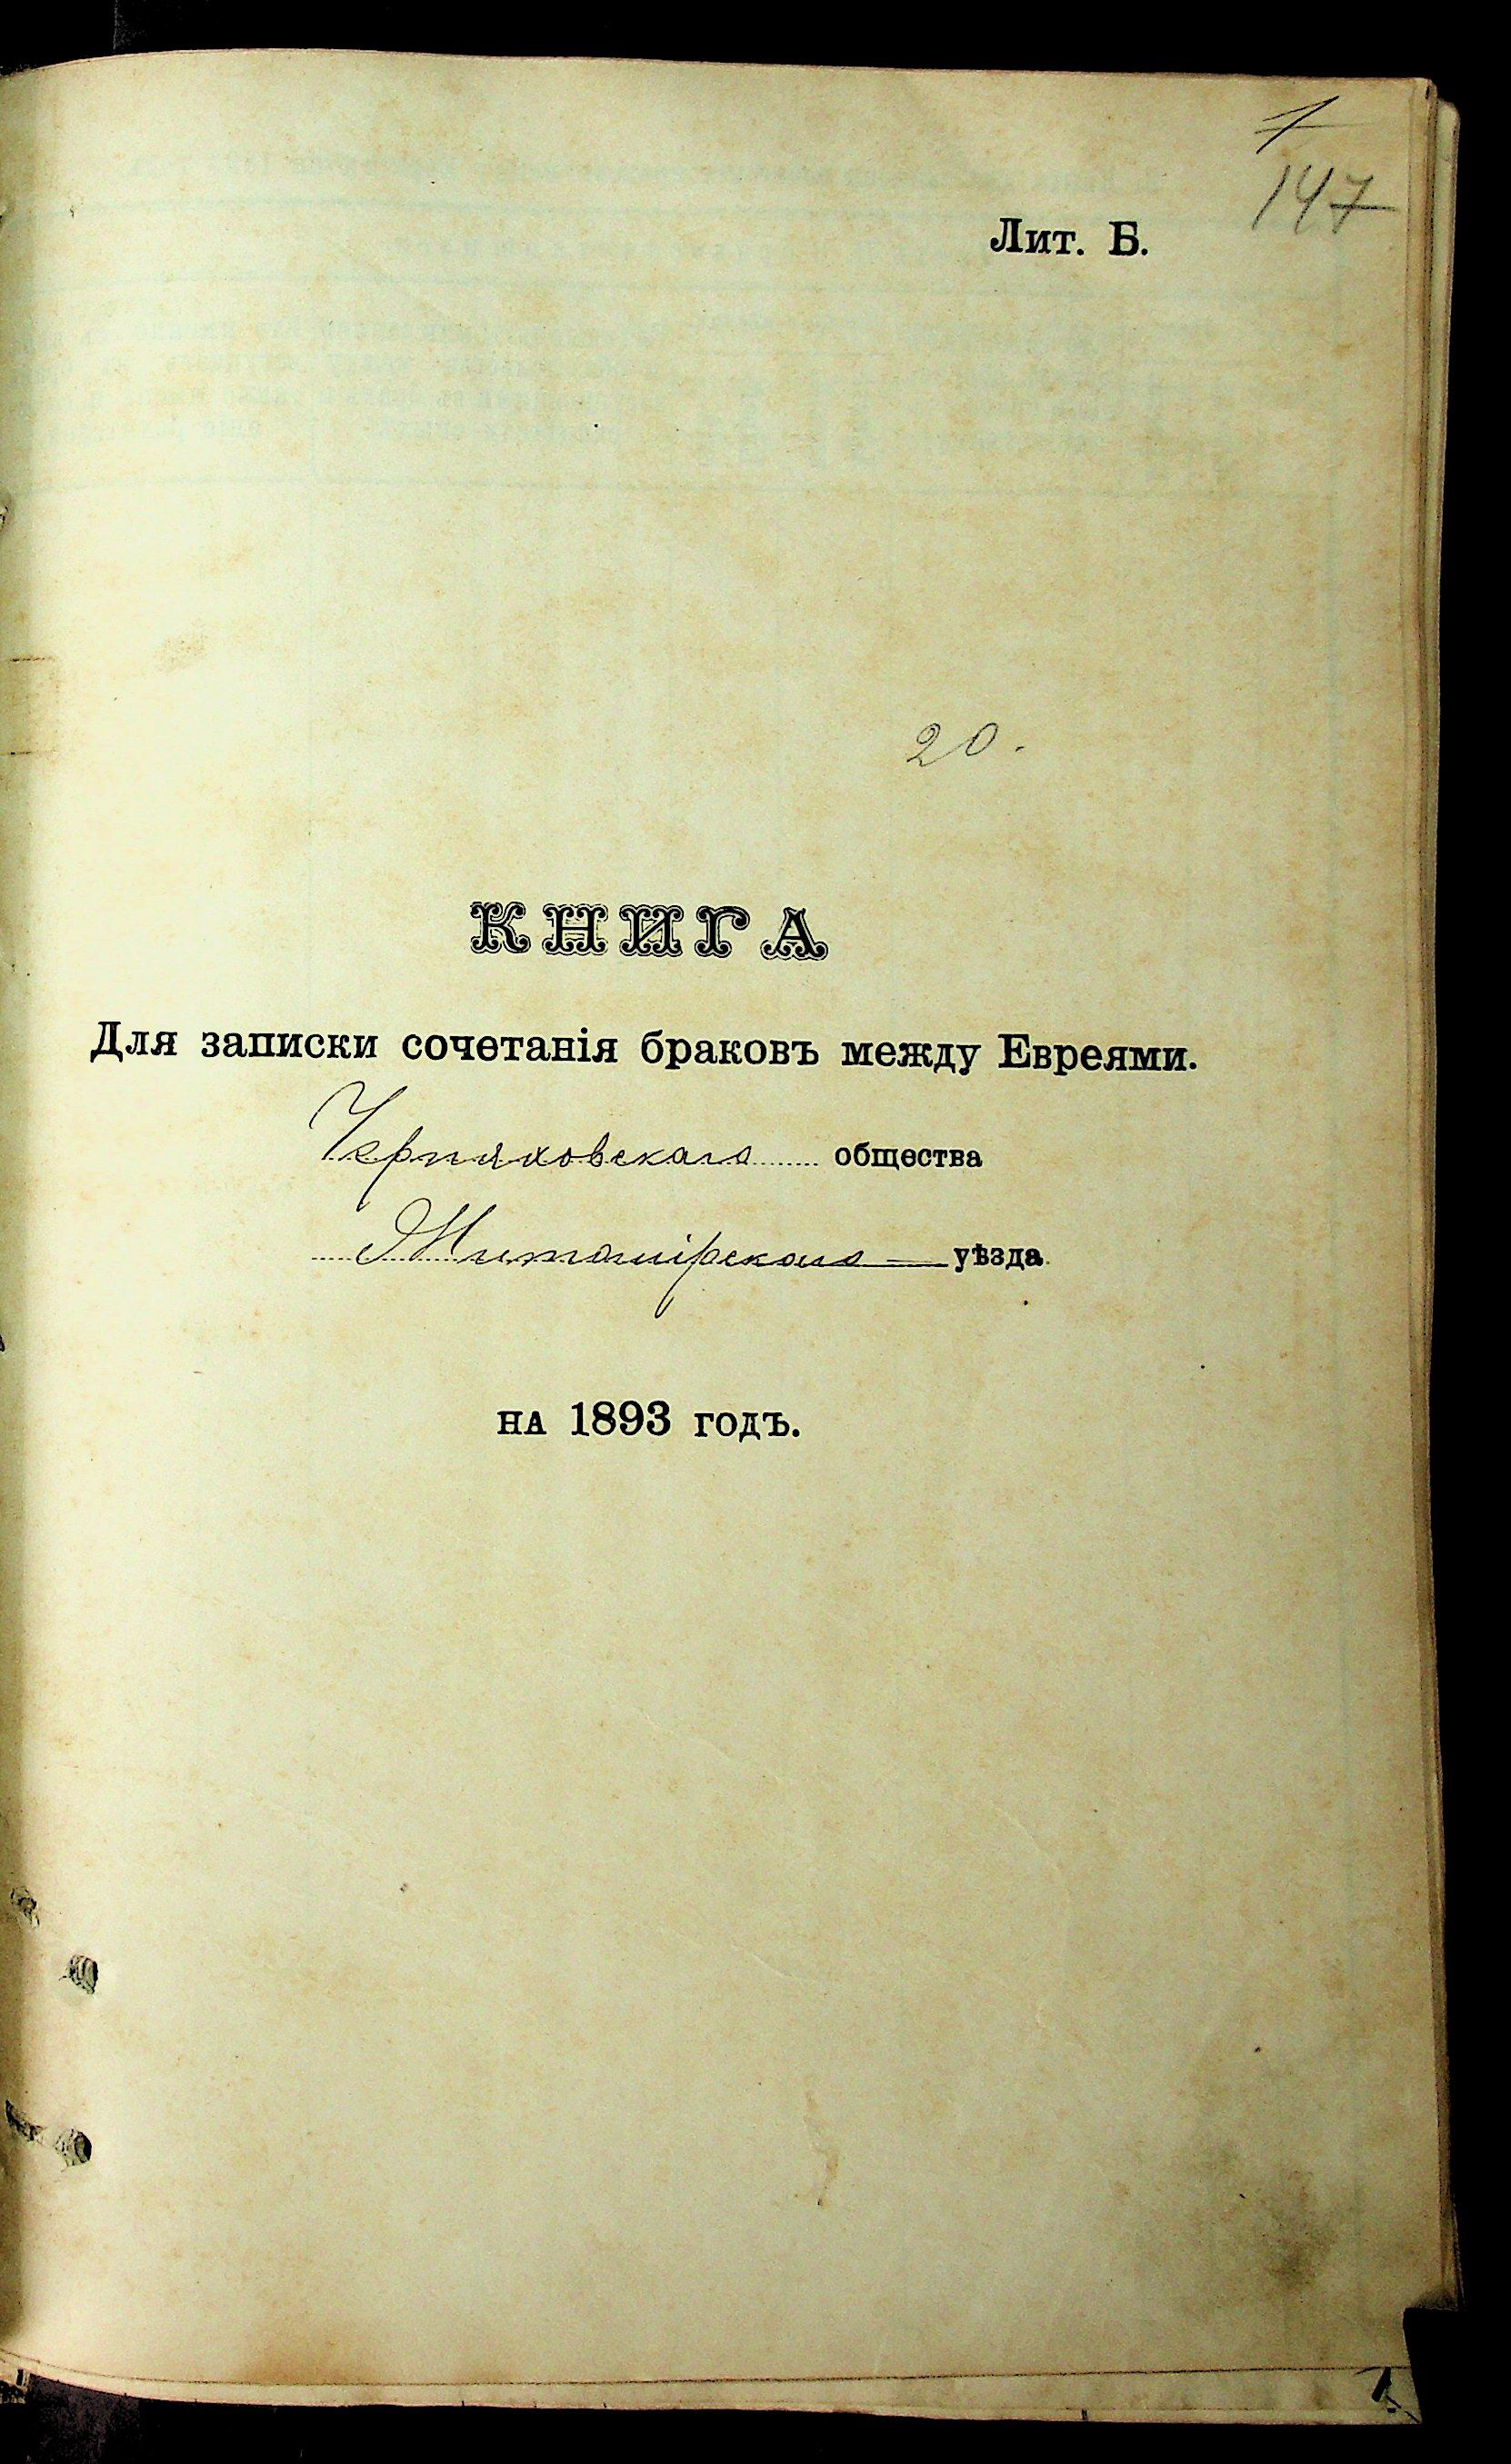 1
147
Лит. Б.
20.
КНИГА
Для записки сочетанія браковъ между Евреями.
Черняховскаго общества
Житомірскаго уѣзда
на 1893 годъ.